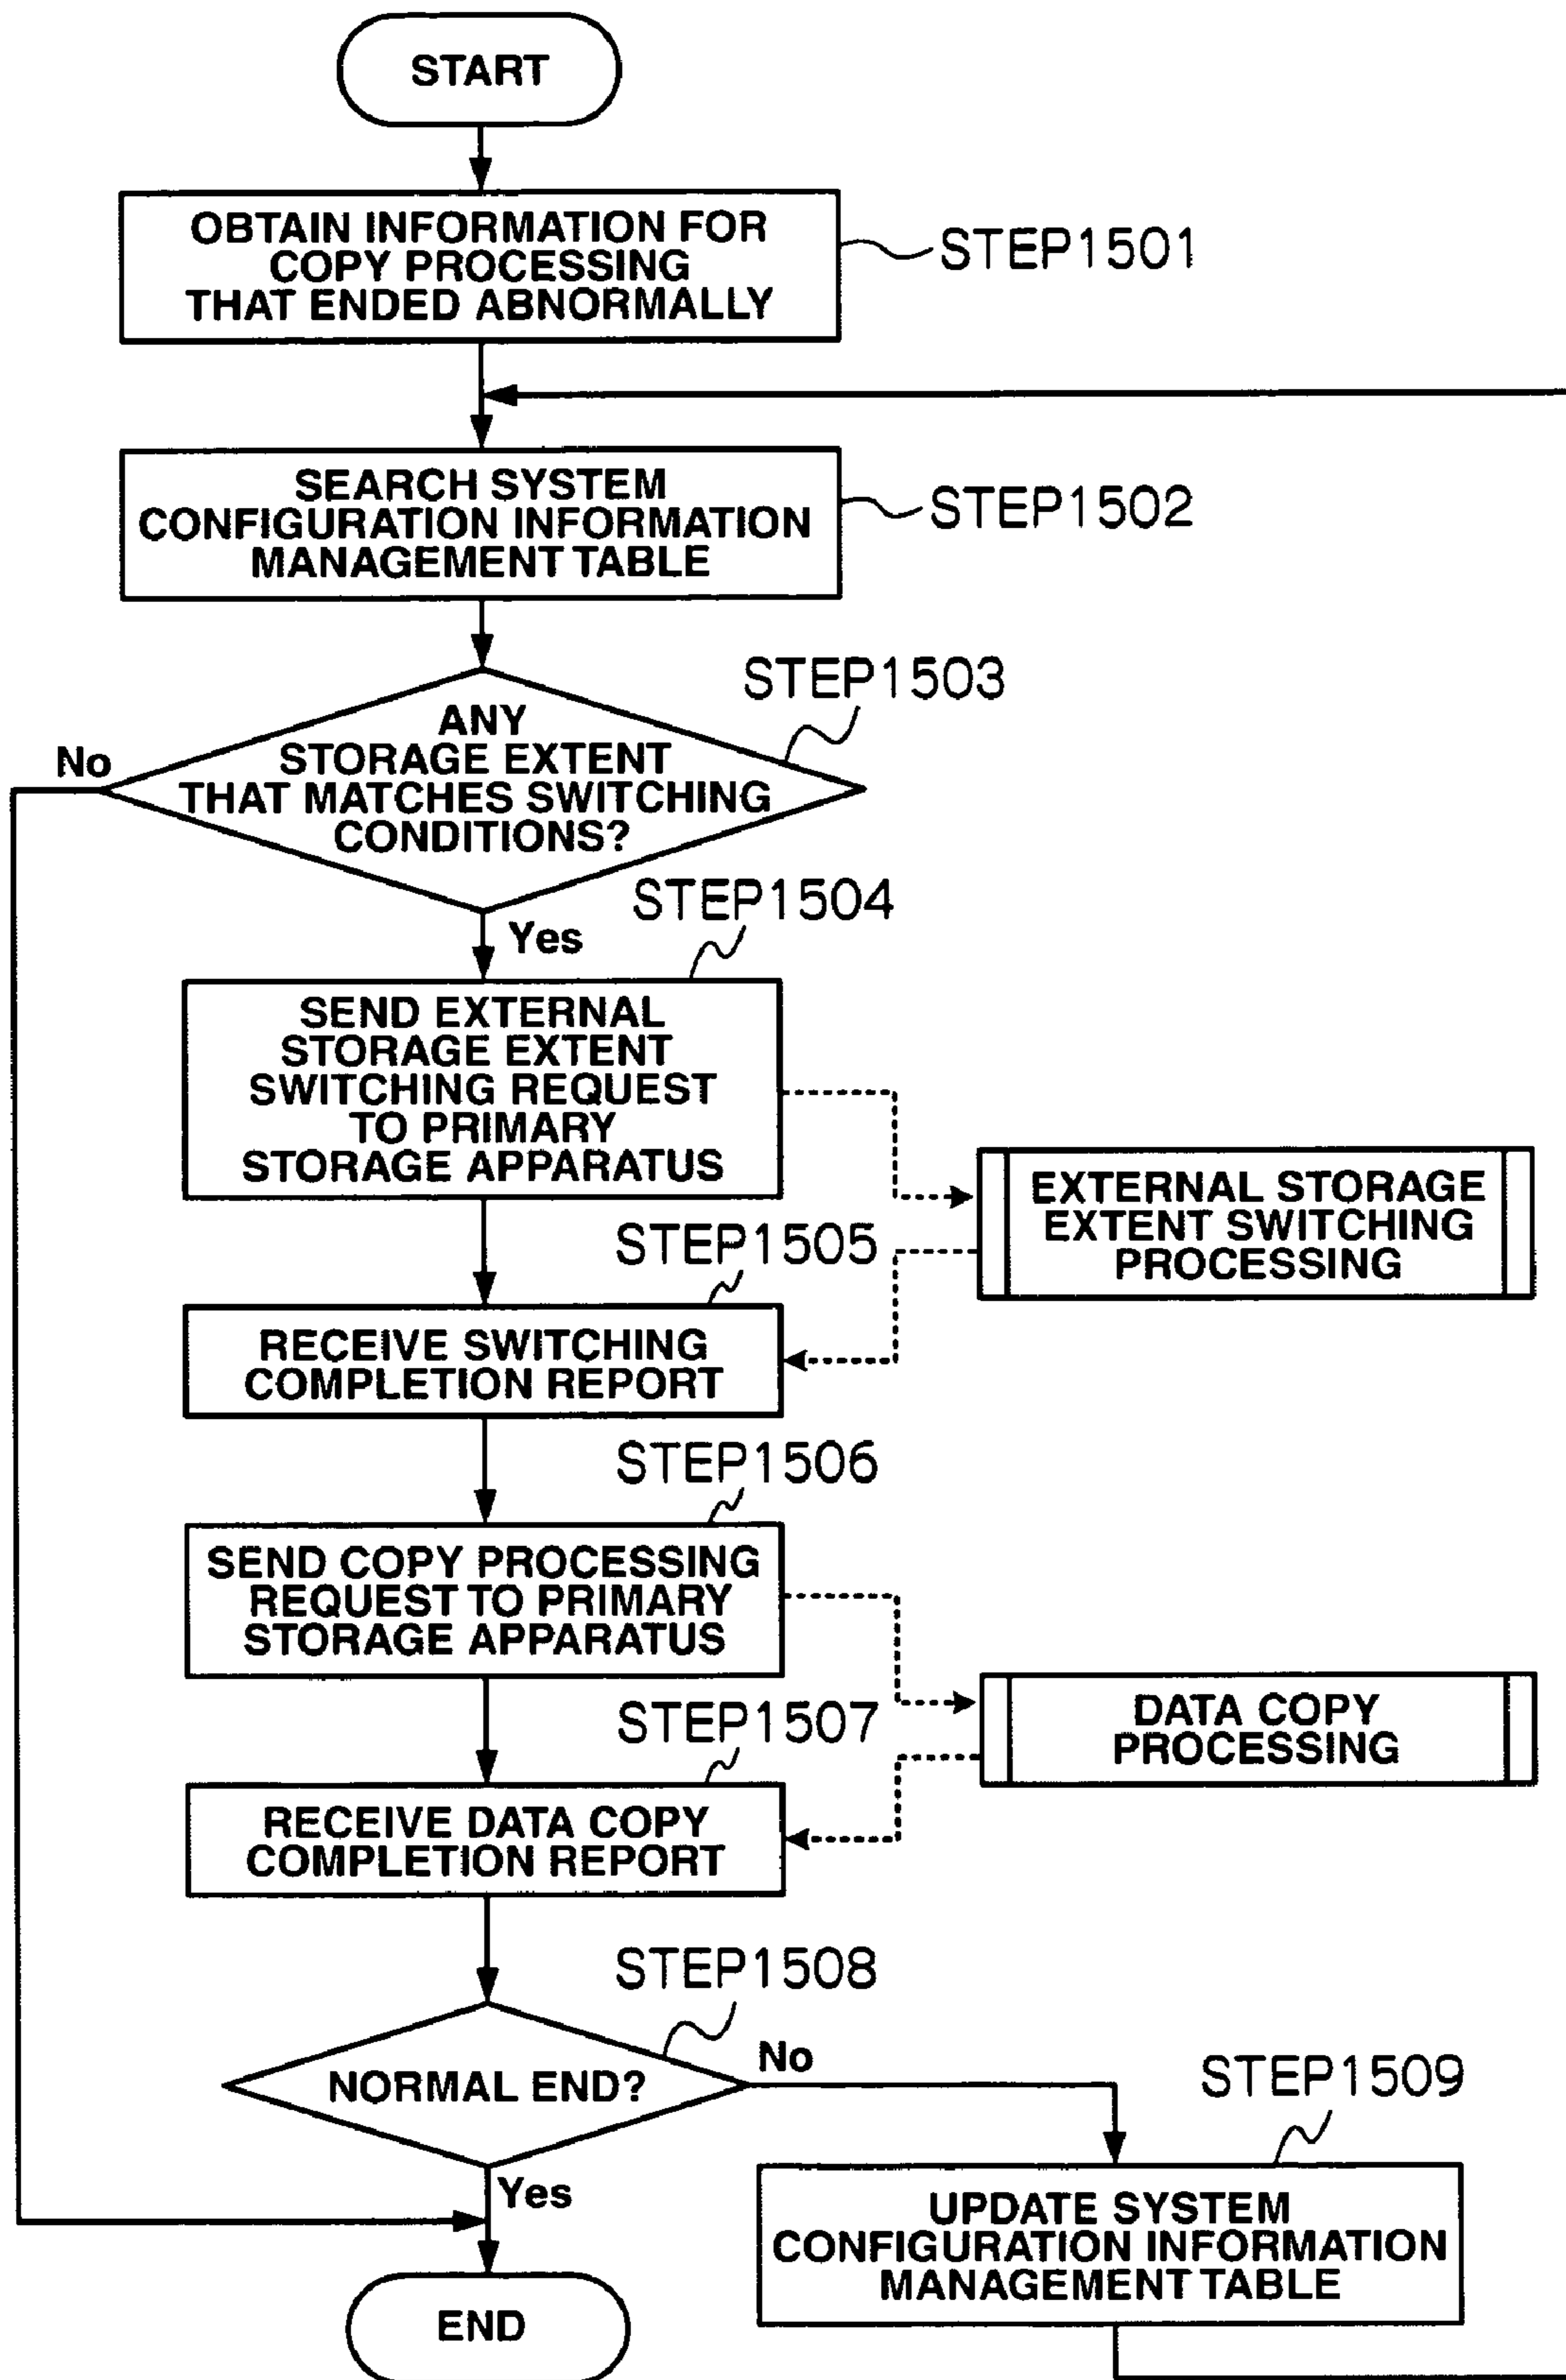 START
OBTAIN INFORMATION FOR
COPY PROCESSING
THAT ENDED ABNORMALLY
STEP1501
SEARCH SYSTEM
CONFIGURATION INFORMATION
MANAGEMENT TABLE
STEP1502
STEP1503
ANY
STORAGE EXTENT
THAT MATCHES SWITCHING
CONDITIONS?
No
Yes
STEP1504
SEND EXTERNAL
STORAGE EXTENT
SWITCHING REQUEST
TO PRIMARY
STORAGE APPARATUS
EXTERNAL STORAGE
EXTENT SWITCHING
PROCESSING
STEP1505
RECEIVE SWITCHING
COMPLETION REPORT
STEP1506
SEND COPY PROCESSING
REQUEST TO PRIMARY
STORAGE APPARATUS
DATA COPY
PROCESSING
STEP1507
RECEIVE DATA COPY
COMPLETION REPORT
STEP1508
NORMAL END?
No
Yes
STEP1509
UPDATE SYSTEM
CONFIGURATION INFORMATION
MANAGEMENT TABLE
END